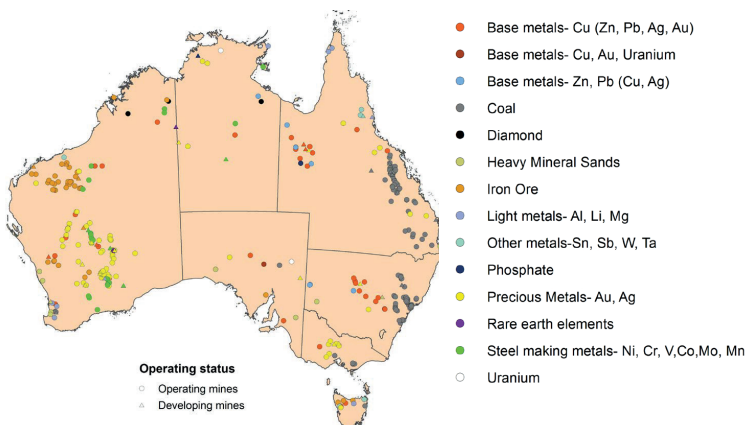 Base metals- Cu (Zn, Pb, Ag, Au)
Base metals- Cu, Au, Uranium
Base metals- Zn, Pb (Cu, Ag)
Coal
Diamond
Heavy Mineral Sands
Iron Ore
Light metals- Al, Li, Mg
Other metals-Sn, Sb, W, Ta
Phosphate
Precious Metals- Au, Ag
Rare earth elements
Steel making metals- Ni, Cr, V,Co,Mo, Mn
Uranium
Operating status
Operating mines
Developing mines